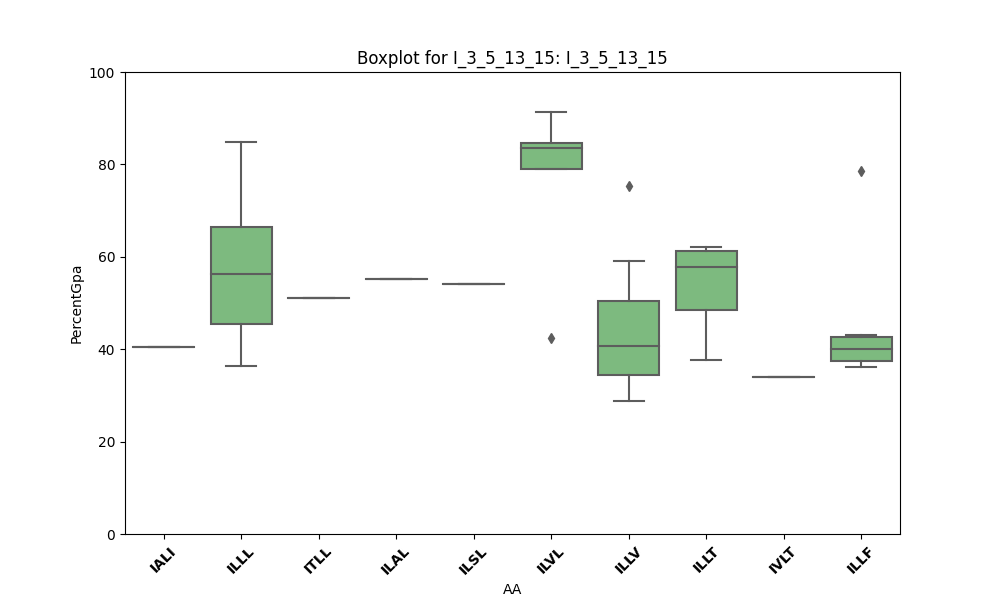 Boxplot for I_3_5_13_15: I_3_5_13_15
100
80
60
40
20
0
PercentGpa
IALI
ILLL
ITLL
ILAL
ILSL
ILVL
ILLV
ILLT
IVLT
ILLF
AA